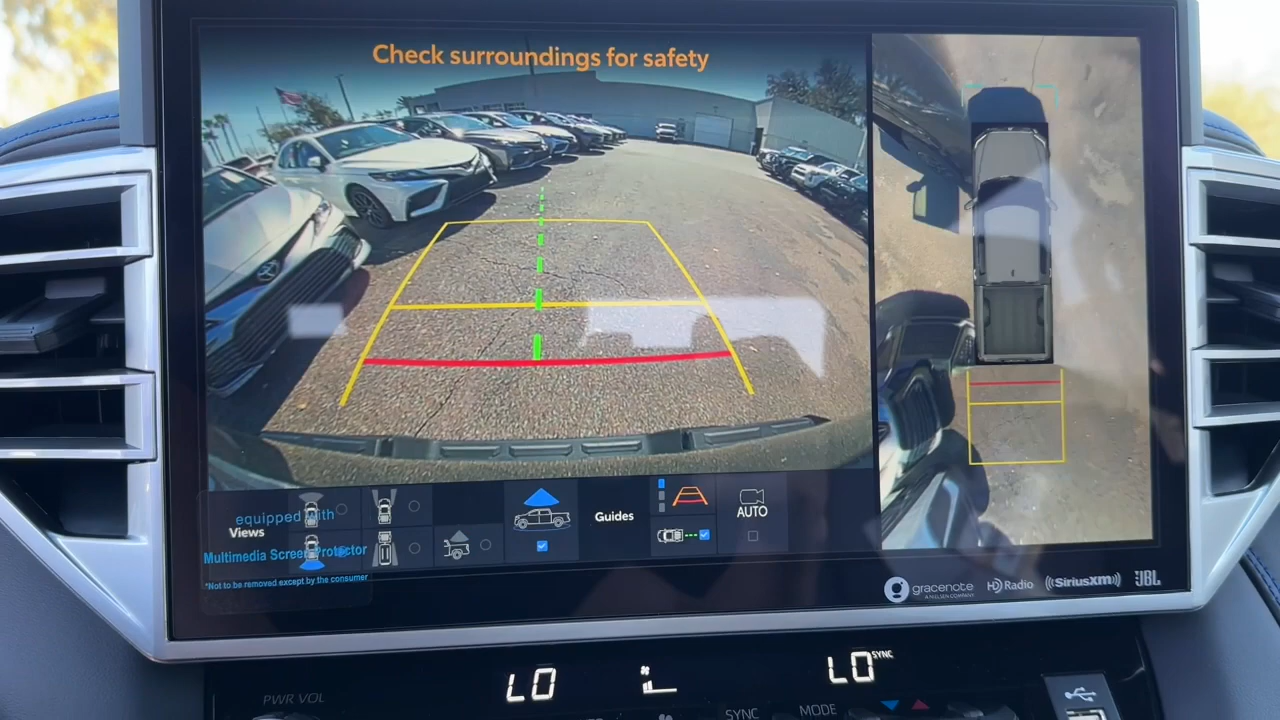 Check surroundings for safety
equipped with
Views
Multimedia Screen Protector
*Not to be removed except by the consumer
Guides
AUTO
gracenote
A NIELSEN COMPANY
HD Radio
((SiriusXM))
JBL
LO
LO SYNC
PWR VOL
SYNC
MODE